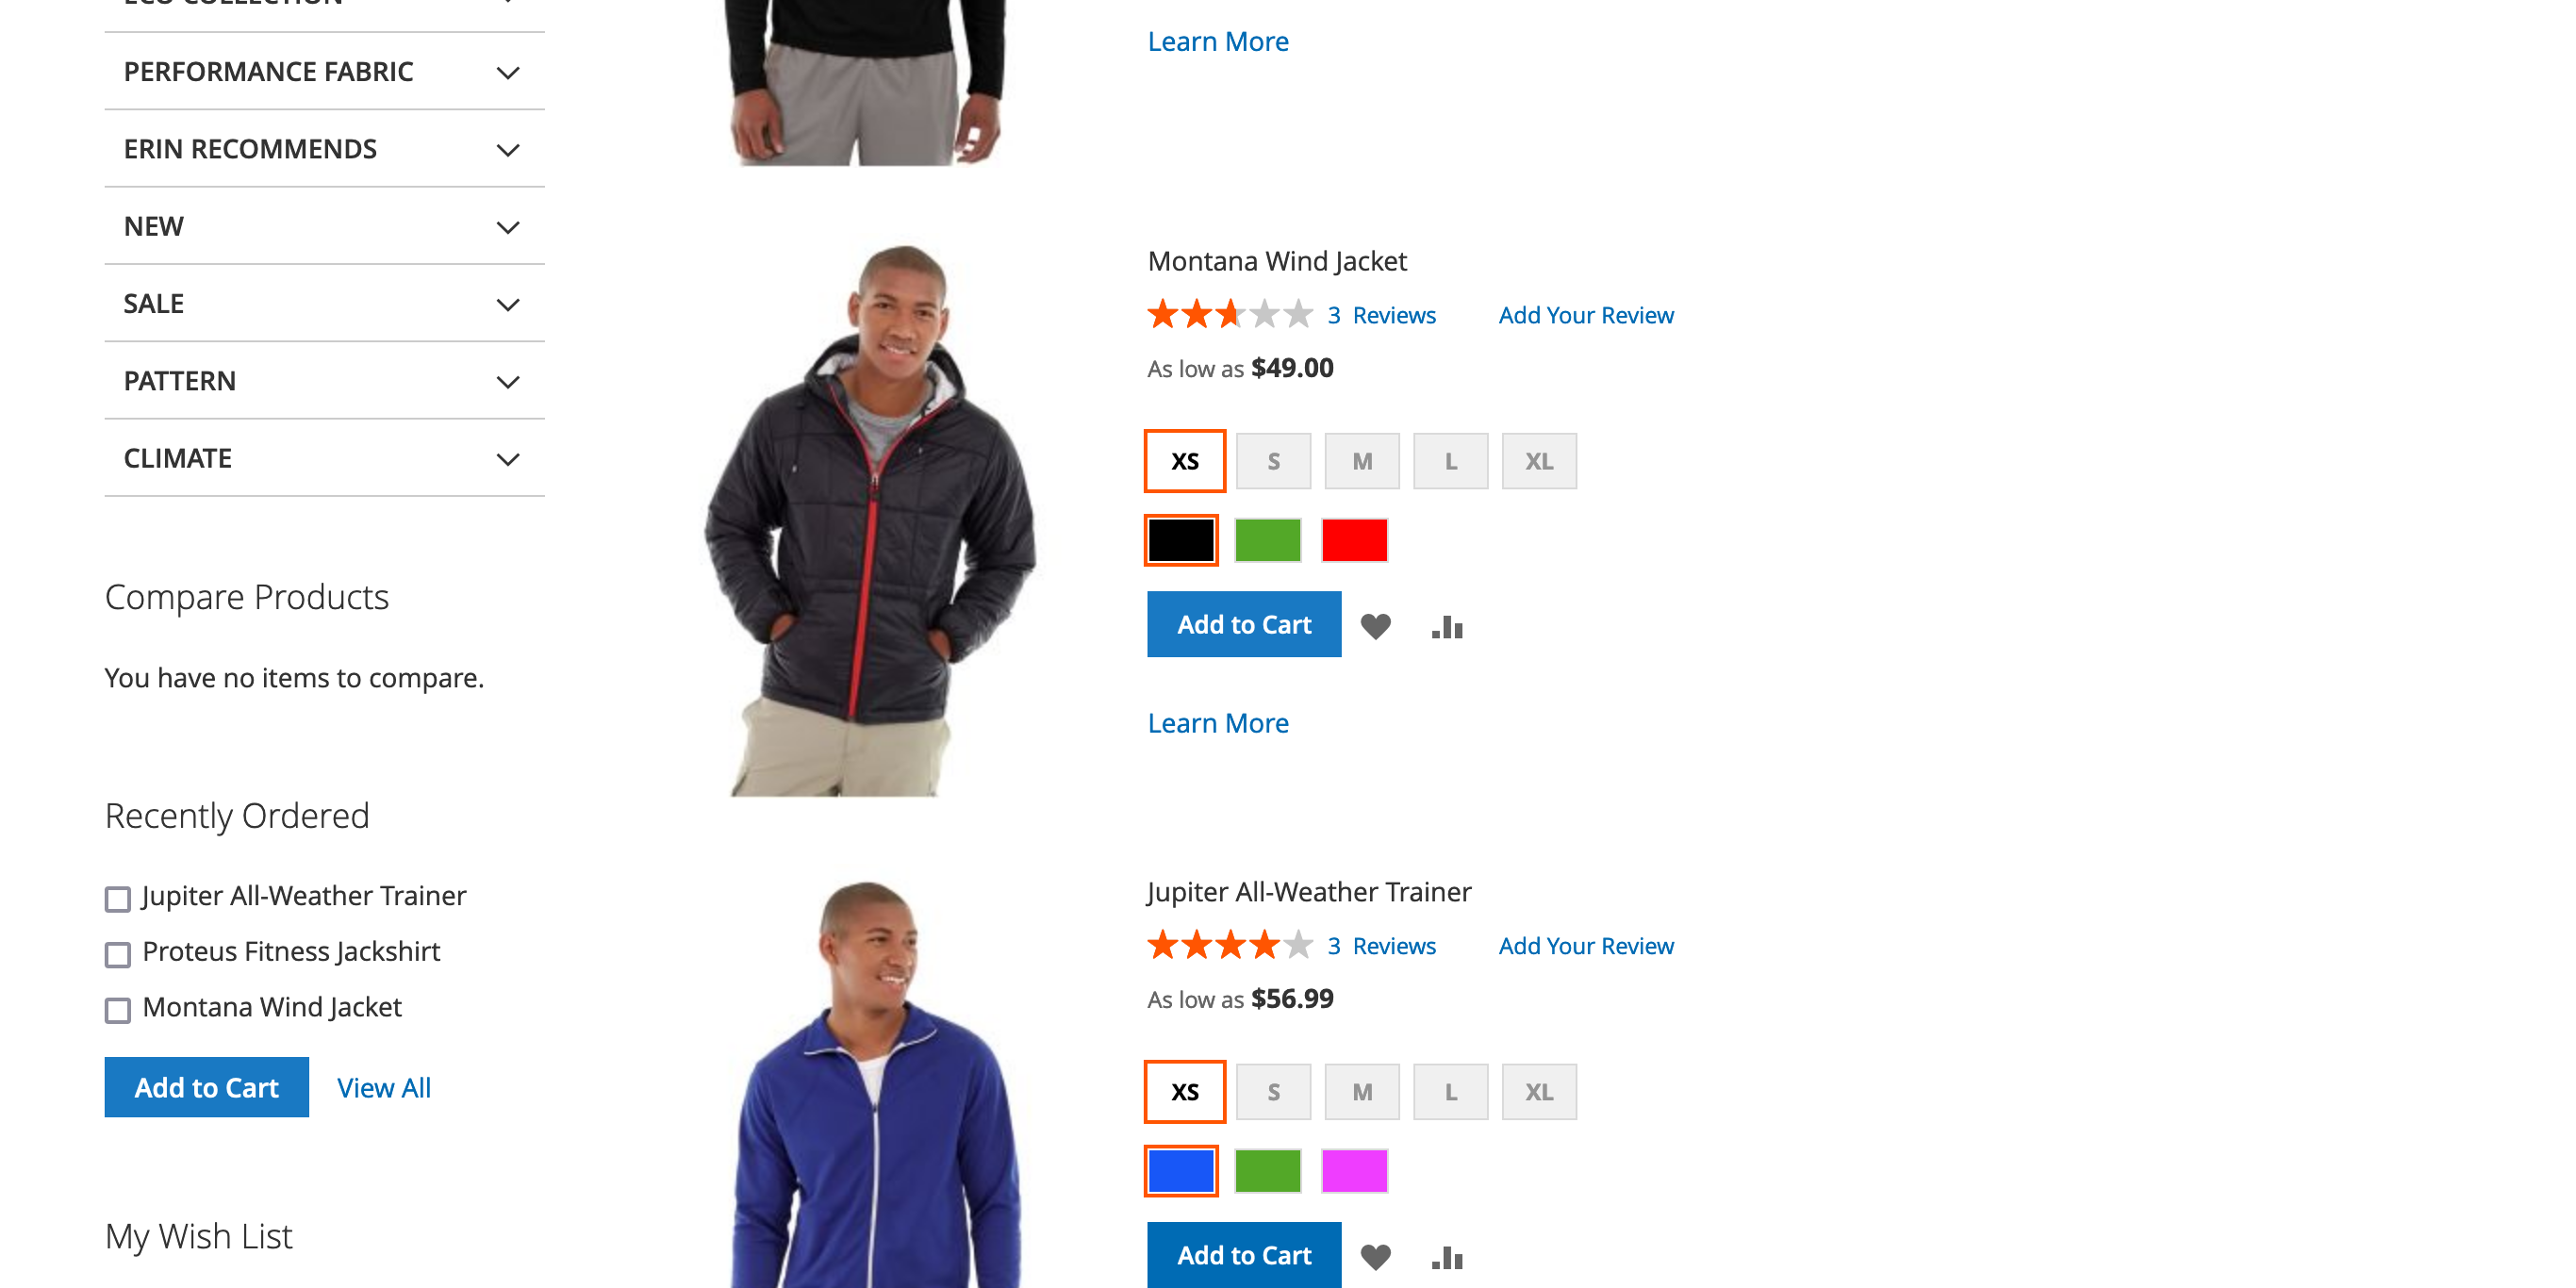 ECO COLLECTION
PERFORMANCE FABRIC
ERIN RECOMMENDS
NEW
SALE
PATTERN
CLIMATE
Compare Products
You have no items to compare.
Recently Ordered
Jupiter All-Weather Trainer
Proteus Fitness Jackshirt
Montana Wind Jacket
Add to Cart View All
My Wish List
Learn More
Montana Wind Jacket
3 Reviews Add Your Review
As low as $49.00
XS S M L XL
Add to Cart
Learn More
Jupiter All-Weather Trainer
3 Reviews Add Your Review
As low as $56.99
XS S M L XL
Add to Cart